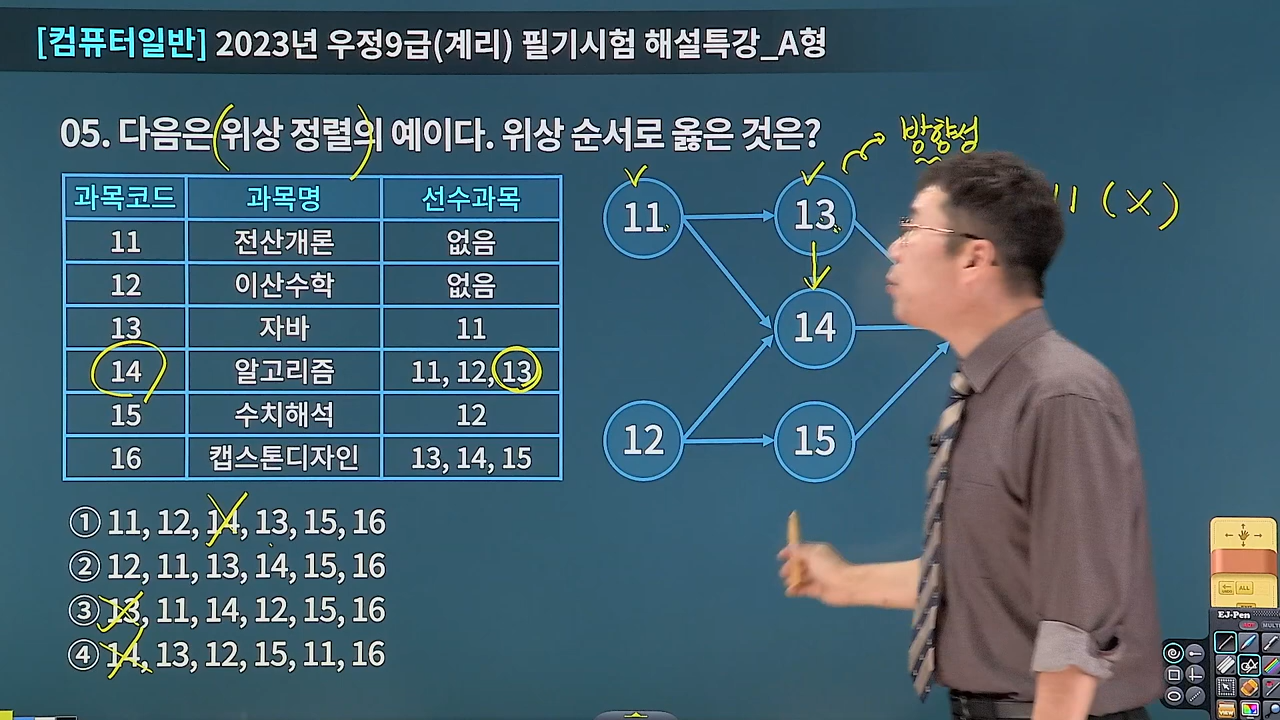 [컴퓨터일반] 2023년 우정9급(계리) 필기시험 해설특강_A형
05. 다음은 (위상 정렬)의 예이다. 위상 순서로 옳은 것은?
방향성
11 (X)
과목코드 과목명 선수과목
11 전산개론 없음
12 이산수학 없음
13 자바 11
14 알고리즘 11, 12, 13
15 수치해석 12
16 캡스톤디자인 13, 14, 15
11 13
14
12 15
① 11, 12, 14, 13, 15, 16
② 12, 11, 13, 14, 15, 16
③ 13, 11, 14, 12, 15, 16
④ 14, 13, 12, 15, 11, 16
ALL
EJ-Pen